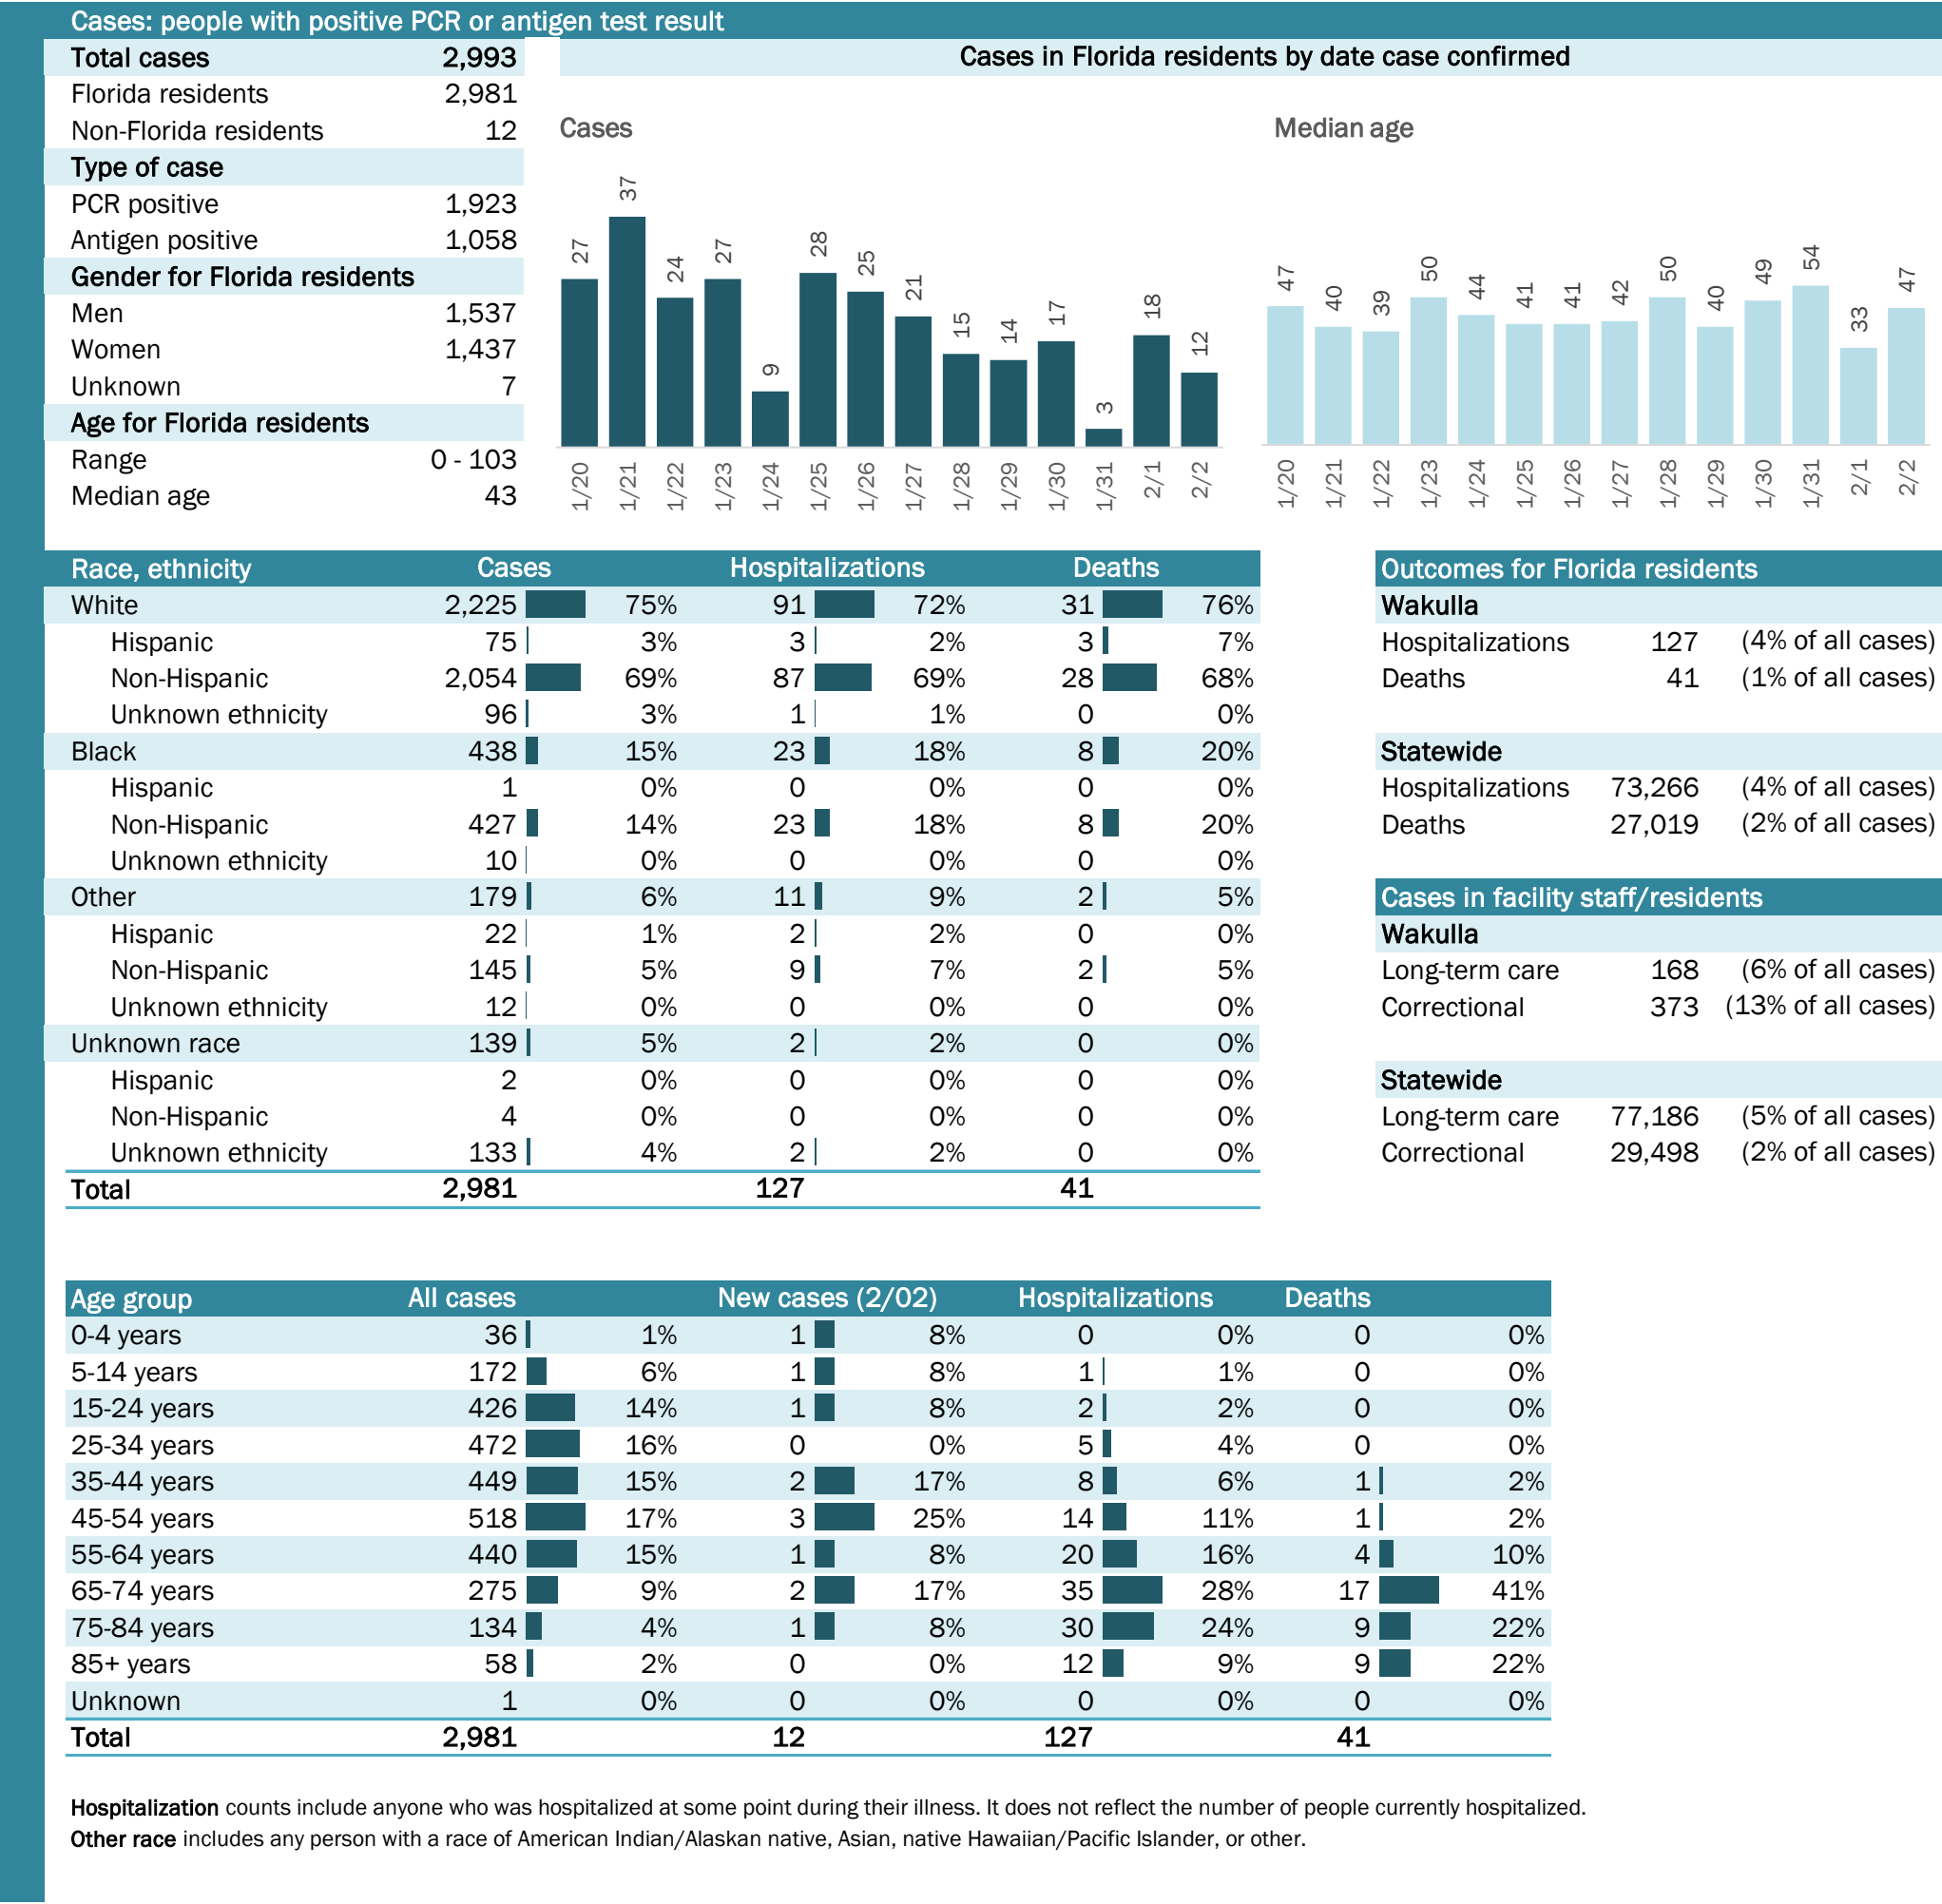 Cases: people with positive PCR or antigen test result
Total cases 2,993
Florida residents 2,981
Non-Florida residents 12
Type of case
PCR positive 1,923
Antigen positive 1,058
Gender for Florida residents
Men 1,537
Women 1,437
Unknown 7
Age for Florida residents
Range 0 - 103
Median age 43
Cases in Florida residents by date case confirmed
Cases
27 37 24 27 9 28 25 21 15 14 17 3 18 12
1/20 1/21 1/22 1/23 1/24 1/25 1/26 1/27 1/28 1/29 1/30 1/31 2/1 2/2
Median age
47 40 39 50 44 41 41 42 50 40 49 54 33 47
1/20 1/21 1/22 1/23 1/24 1/25 1/26 1/27 1/28 1/29 1/30 1/31 2/1 2/2
Race, ethnicity Cases Hospitalizations Deaths
White 2,225 75% 91 72% 31 76%
Hispanic 75 3% 3 2% 3 7%
Non-Hispanic 2,054 69% 87 69% 28 68%
Unknown ethnicity 96 3% 1 1% 0 0%
Black 438 15% 23 18% 8 20%
Hispanic 1 0% 0 0% 0 0%
Non-Hispanic 427 14% 23 18% 8 20%
Unknown ethnicity 10 0% 0 0% 0 0%
Other 179 6% 11 9% 2 5%
Hispanic 22 1% 2 2% 0 0%
Non-Hispanic 145 5% 9 7% 2 5%
Unknown ethnicity 12 0% 0 0% 0 0%
Unknown race 139 5% 2 2% 0 0%
Hispanic 2 0% 0 0% 0 0%
Non-Hispanic 4 0% 0 0% 0 0%
Unknown ethnicity 133 4% 2 2% 0 0%
Total 2,981 127 41
Outcomes for Florida residents
Wakulla
Hospitalizations 127 (4% of all cases)
Deaths 41 (1% of all cases)
Statewide
Hospitalizations 73,266 (4% of all cases)
Deaths 27,019 (2% of all cases)
Cases in facility staff/residents
Wakulla
Long-term care 168 (6% of all cases)
Correctional 373 (13% of all cases)
Statewide
Long-term care 77,186 (5% of all cases)
Correctional 29,498 (2% of all cases)
Age group All cases New cases (2/02) Hospitalizations Deaths
0-4 years 36 1% 1 8% 0 0% 0 0%
5-14 years 172 6% 1 8% 1 1% 0 0%
15-24 years 426 14% 1 8% 2 2% 0 0%
25-34 years 472 16% 0 0% 5 4% 0 0%
35-44 years 449 15% 2 17% 8 6% 1 2%
45-54 years 518 17% 3 25% 14 11% 1 2%
55-64 years 440 15% 1 8% 20 16% 4 10%
65-74 years 275 9% 2 17% 35 28% 17 41%
75-84 years 134 4% 1 8% 30 24% 9 22%
85+ years 58 2% 0 0% 12 9% 9 22%
Unknown 1 0% 0 0% 0 0% 0 0%
Total 2,981 12 127 41
Hospitalization counts include anyone who was hospitalized at some point during their illness. It does not reflect the number of people currently hospitalized.
Other race includes any person with a race of American Indian/Alaskan native, Asian, native Hawaiian/Pacific Islander, or other.